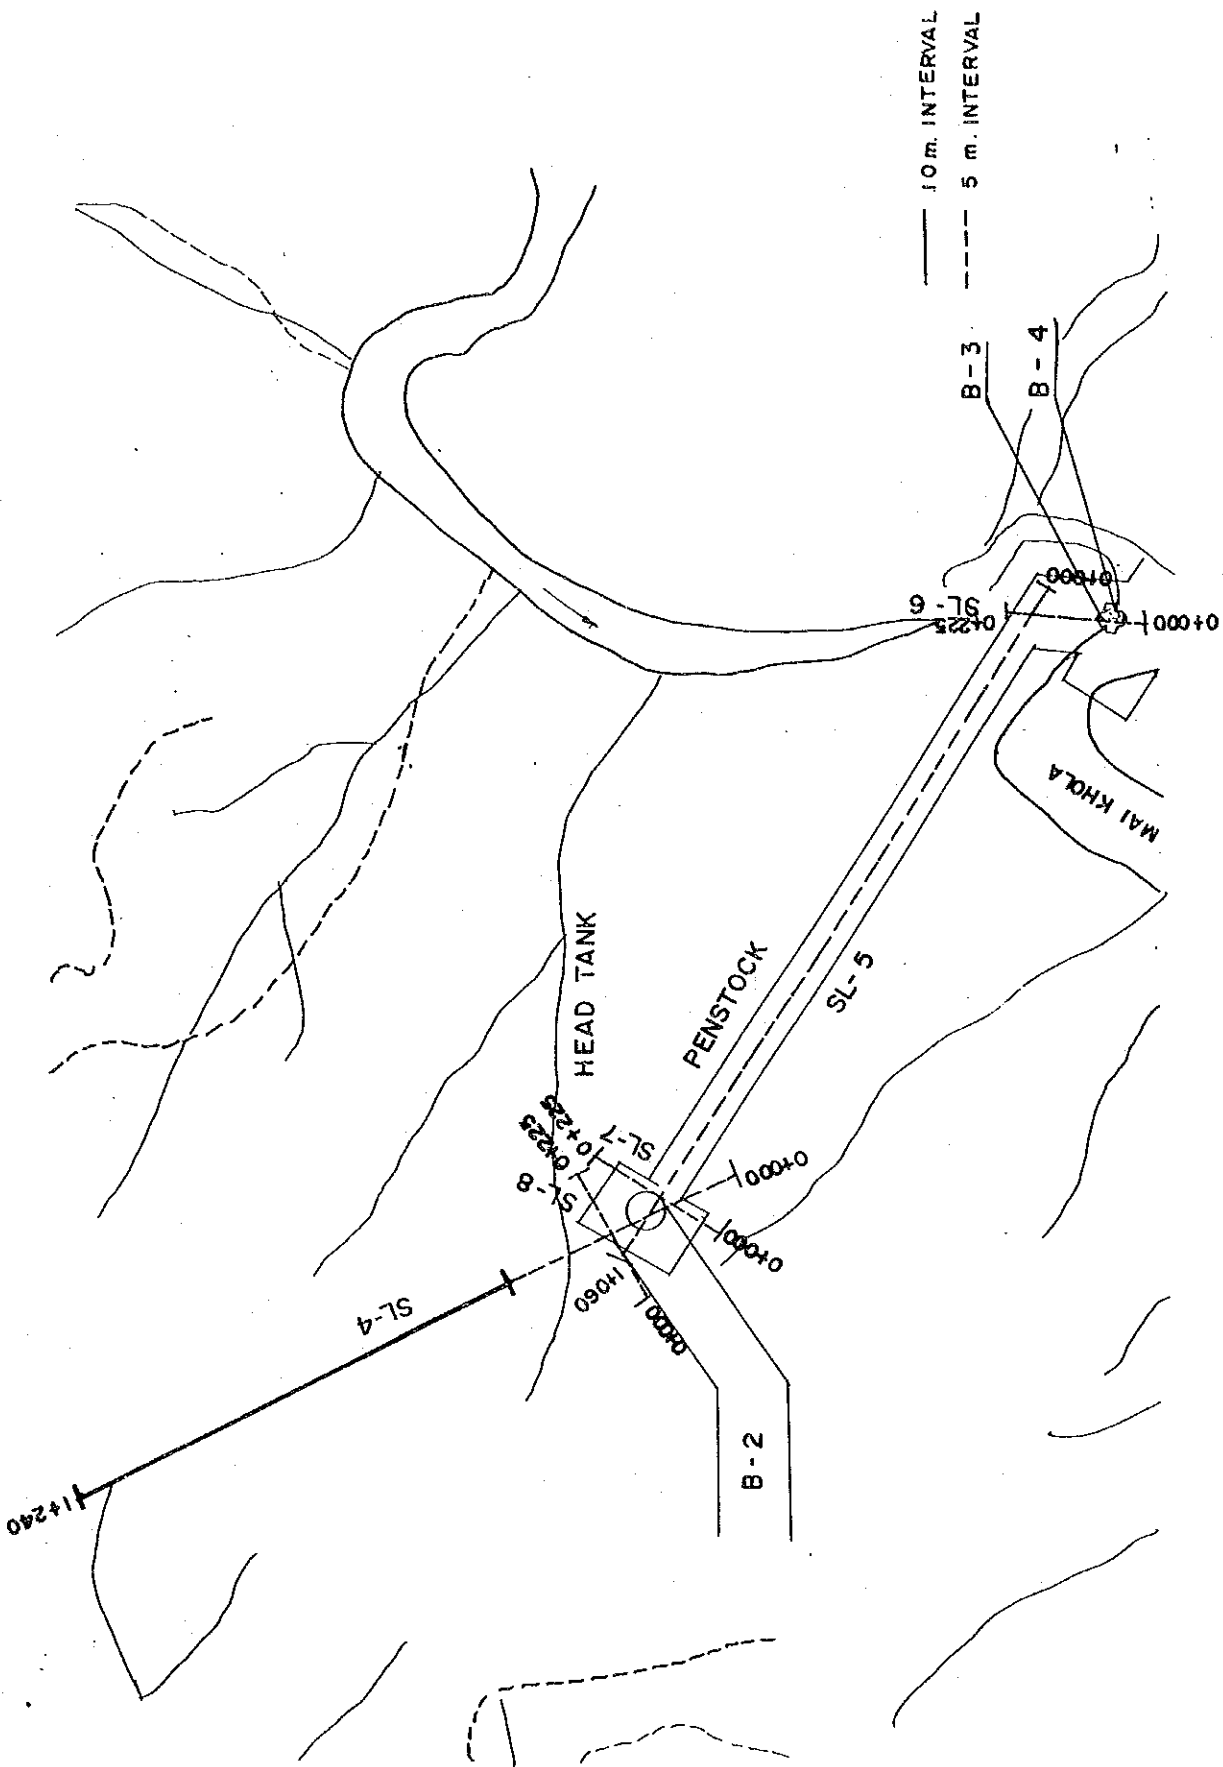 10 m. INTERVAL
5 m. INTERVAL
B-3
B-4
SL-6
0+225
0+000
0+000
MAI KHOLA
HEAD TANK
PENSTOCK
SL-5
0+225
0+225
SL-7
SL-8
0+000
0+000
1+060
0+000
SL-4
1+240
B-2